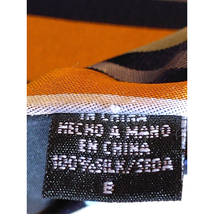 IN CHINA
HECHO A MANO
EN CHINA
100% SILK/SEDA
B